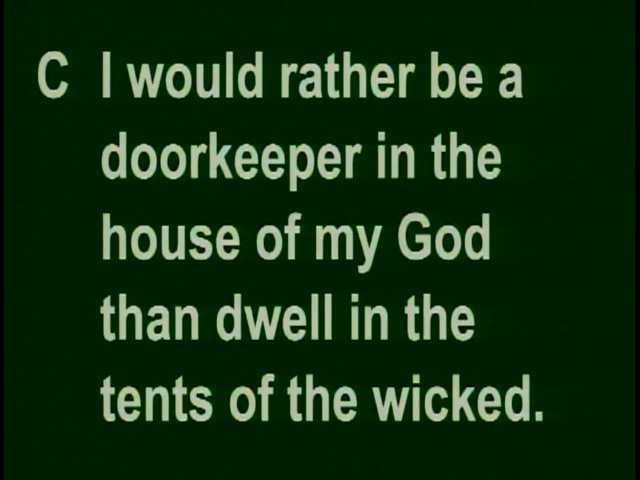 C I would rather be a
doorkeeper in the
house of my God
than dwell in the
tents of the wicked.